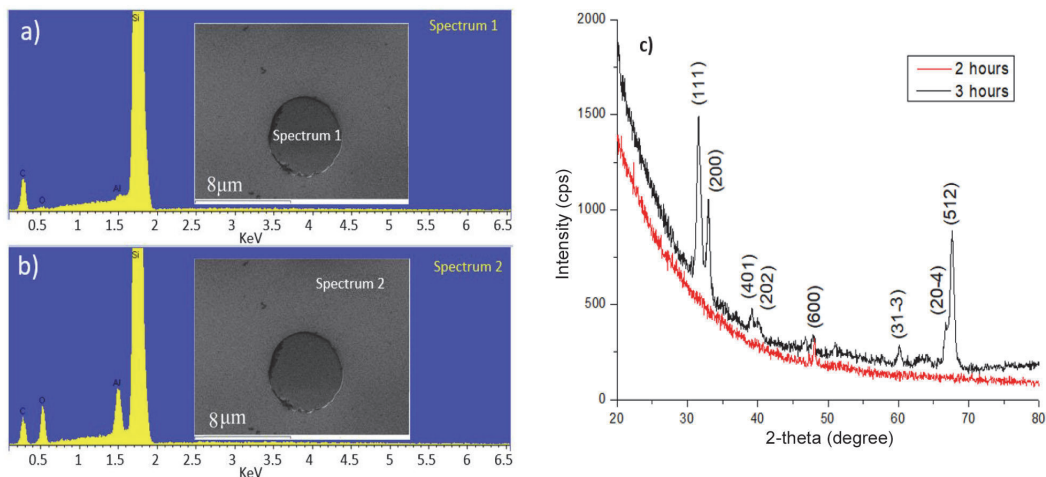 a)
Spectrum 1
Si
C
O
Al
Spectrum 1
8μm
0.5 1 1.5 2 2.5 3 3.5 4 4.5 5 5.5 6 6.5
KeV
b)
Spectrum 2
Si
C
O
Al
Spectrum 2
8μm
0.5 1 1.5 2 2.5 3 3.5 4 4.5 5 5.5 6 6.5
KeV
c)
2 hours
3 hours
Intensity (cps)
2000
1500
1000
500
0
(111)
(200)
(401)
(202)
(600)
(31-3)
(20-4)
(512)
20 30 40 50 60 70 80
2-theta (degree)